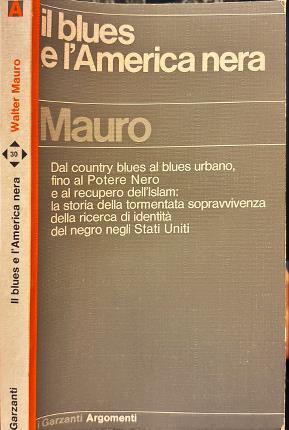 A
Walter Mauro
30
Il blues e l'America nera
Garzanti
il blues
e l'America nera
Mauro
Dal country blues al blues urbano,
fino al Potere Nero
e al recupero dell'Islam:
la storia della tormentata sopravvivenza
della ricerca di identità
del negro negli Stati Uniti
i Garzanti Argomenti